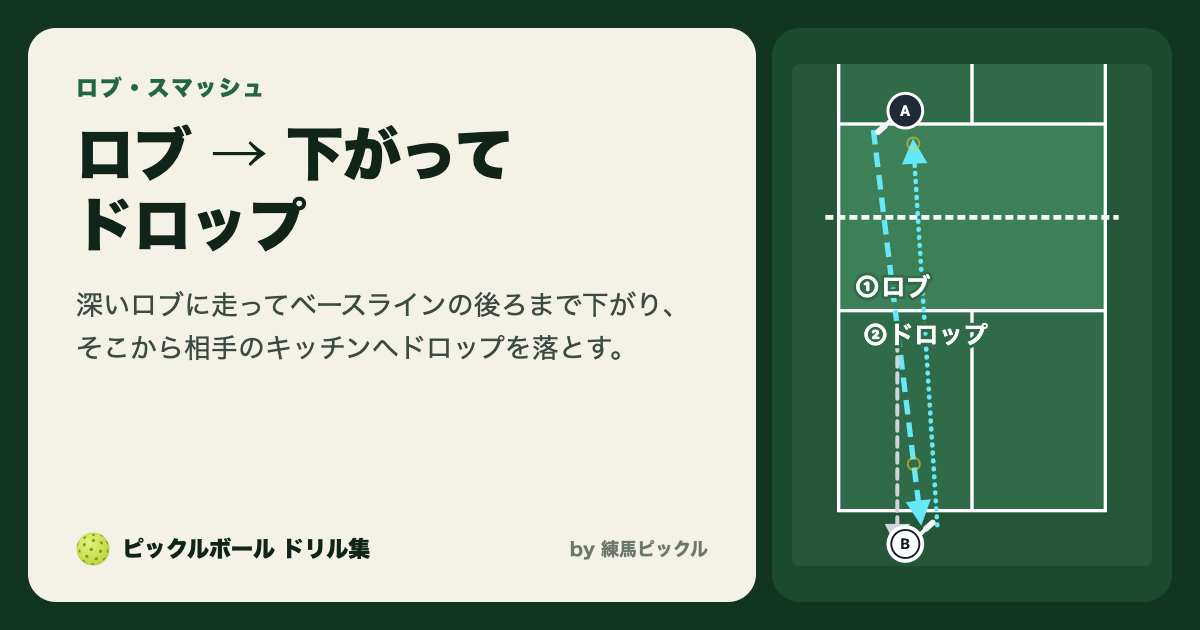 ロブ・スマッシュ
ロブ → 下がって
ドロップ
深いロブに走ってベースラインの後ろまで下がり、
そこから相手のキッチンへドロップを落とす。
ピックルボール ドリル集
by 練馬ピックル
A
①ロブ
②ドロップ
B